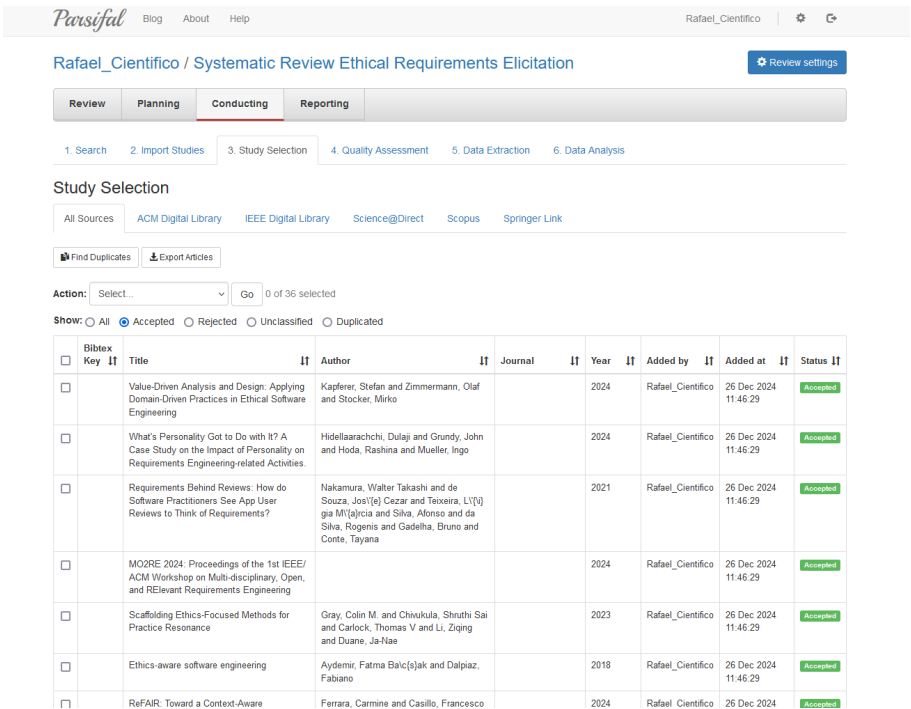 Parsifal Blog About Help Rafael_Cientifico
Rafael_Cientifico / Systematic Review Ethical Requirements Elicitation Review settings
Review Planning Conducting Reporting
1. Search 2. Import Studies 3. Study Selection 4. Quality Assessment 5. Data Extraction 6. Data Analysis
Study Selection
All Sources ACM Digital Library IEEE Digital Library Science@Direct Scopus Springer Link
Find Duplicates Export Articles
Action: Select... Go 0 of 36 selected
Show: All Accepted Rejected Unclassified Duplicated
Bibtex
Key Title Author Journal Year Added by Added at Status
Value-Driven Analysis and Design: Applying Kapferer, Stefan and Zimmermann, Olaf 2024 Rafael_Cientifico 26 Dec 2024 Accepted
Domain-Driven Practices in Ethical Software and Stocker, Mirko 11:46:29
Engineering
What's Personality Got to Do with It? A Hidellaarachchi, Dulaji and Grundy, John 2024 Rafael_Cientifico 26 Dec 2024 Accepted
Case Study on the Impact of Personality on and Hoda, Rashina and Mueller, Ingo 11:46:29
Requirements Engineering-related Activities.
Requirements Behind Reviews: How do Nakamura, Walter Takashi and de 2021 Rafael_Cientifico 26 Dec 2024 Accepted
Software Practitioners See App User Souza, Jos\'{e} Cezar and Teixeira, L\'{\i} 11:46:29
Reviews to Think of Requirements? gia M\'{a}rcia and Silva, Afonso and da
Silva, Rogenis and Gadelha, Bruno and
Conte, Tayana
MO2RE 2024: Proceedings of the 1st IEEE/ 2024 Rafael_Cientifico 26 Dec 2024 Accepted
ACM Workshop on Multi-disciplinary, Open, 11:46:29
and RElevant Requirements Engineering
Scaffolding Ethics-Focused Methods for Gray, Colin M. and Chivukula, Shruthi Sai 2023 Rafael_Cientifico 26 Dec 2024 Accepted
Practice Resonance and Carlock, Thomas V and Li, Ziqing 11:46:29
and Duane, Ja-Nae
Ethics-aware software engineering Aydemir, Fatma Ba\c{s}ak and Dalpiaz, 2018 Rafael_Cientifico 26 Dec 2024 Accepted
Fabiano 11:46:29
ReFAIR: Toward a Context-Aware Ferrara, Carmine and Casillo, Francesco 2024 Rafael_Cientifico 26 Dec 2024 Accepted